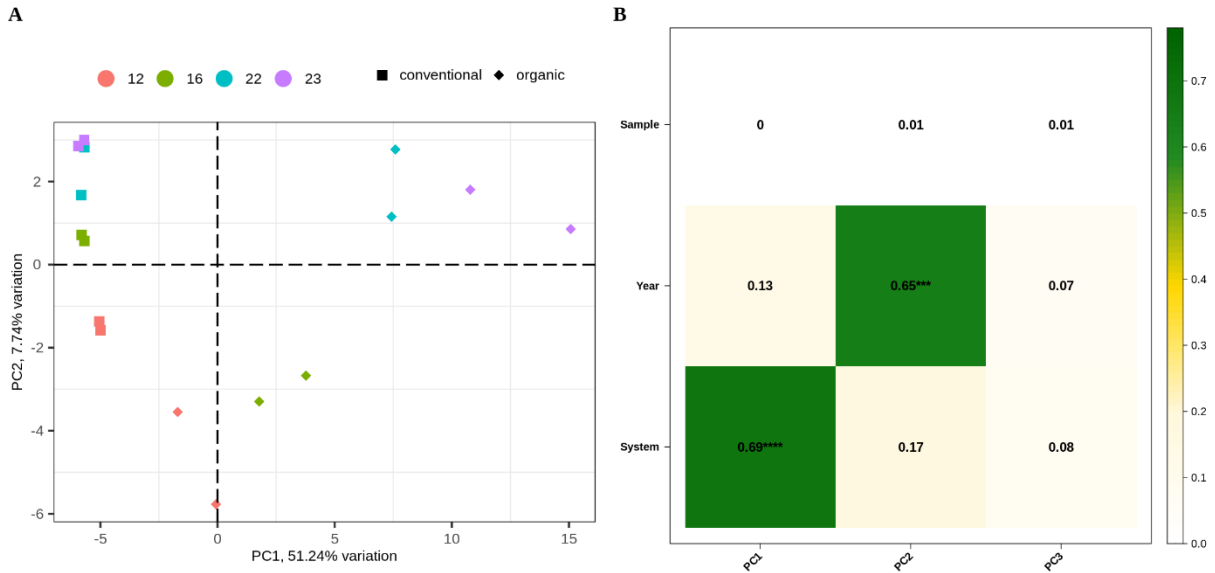 A
12 16 22 23 conventional organic
2
0
-2
-4
-6
PC2, 7.74% variation
-5 0 5 10 15
PC1, 51.24% variation
B
Sample 0 0.01 0.01
Year 0.13 0.65*** 0.07
System 0.69**** 0.17 0.08
PC1 PC2 PC3
0.7
0.6
0.5
0.4
0.3
0.2
0.1
0.0